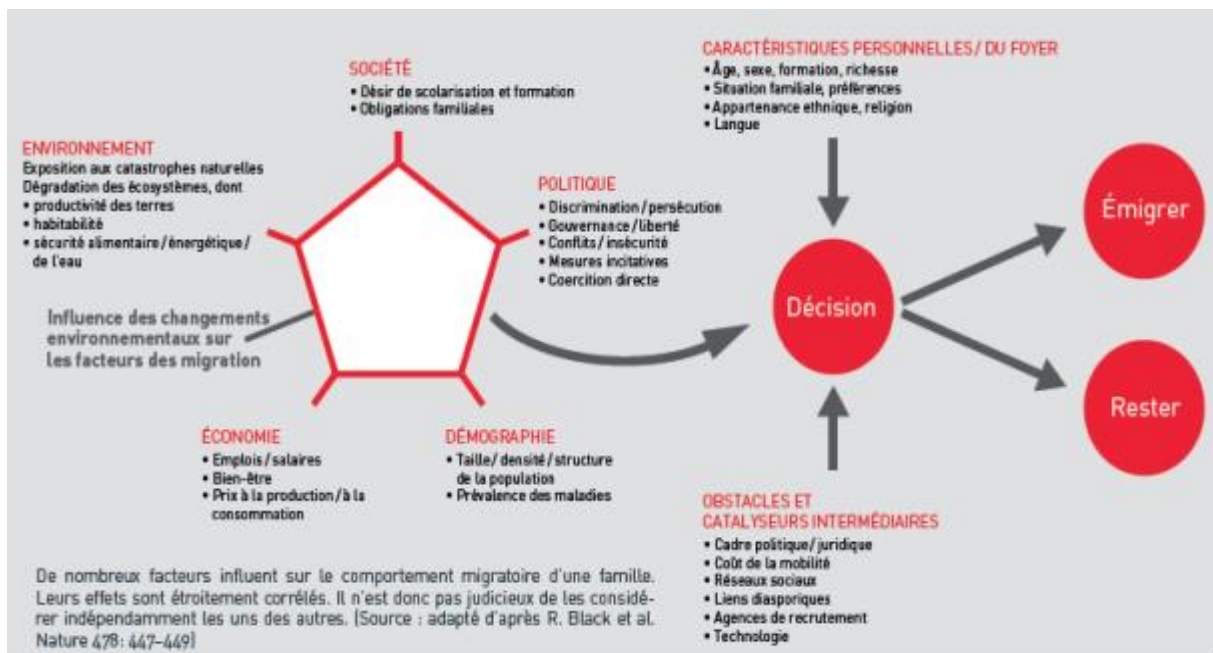 SOCIÉTÉ
• Désir de scolarisation et formation
• Obligations familiales
ENVIRONNEMENT
Exposition aux catastrophes naturelles
Dégradation des écosystèmes, dont
• productivité des terres
• habitabilité
• sécurité alimentaire / énergétique /
de l'eau
POLITIQUE
• Discrimination / persécution
• Gouvernance / liberté
• Conflits / insécurité
• Mesures incitatives
• Coercition directe
Influence des changements
environnementaux sur
les facteurs des migration
ÉCONOMIE
• Emplois / salaires
• Bien-être
• Prix à la production / à la
consommation
DÉMOGRAPHIE
• Taille / densité / structure
de la population
• Prévalence des maladies
CARACTÉRISTIQUES PERSONNELLES / DU FOYER
• Âge, sexe, formation, richesse
• Situation familiale, préférences
• Appartenance ethnique, religion
• Langue
Décision
Émigrer
Rester
OBSTACLES ET
CATALYSEURS INTERMÉDIAIRES
• Cadre politique / juridique
• Coût de la mobilité
• Réseaux sociaux
• Liens diasporiques
• Agences de recrutement
• Technologie
De nombreux facteurs influent sur le comportement migratoire d'une famille.
Leurs effets sont étroitement corrélés. Il n'est donc pas judicieux de les considé-
rer indépendamment les uns des autres. (Source : adapté d'après R. Black et al.
Nature 478: 447–449)